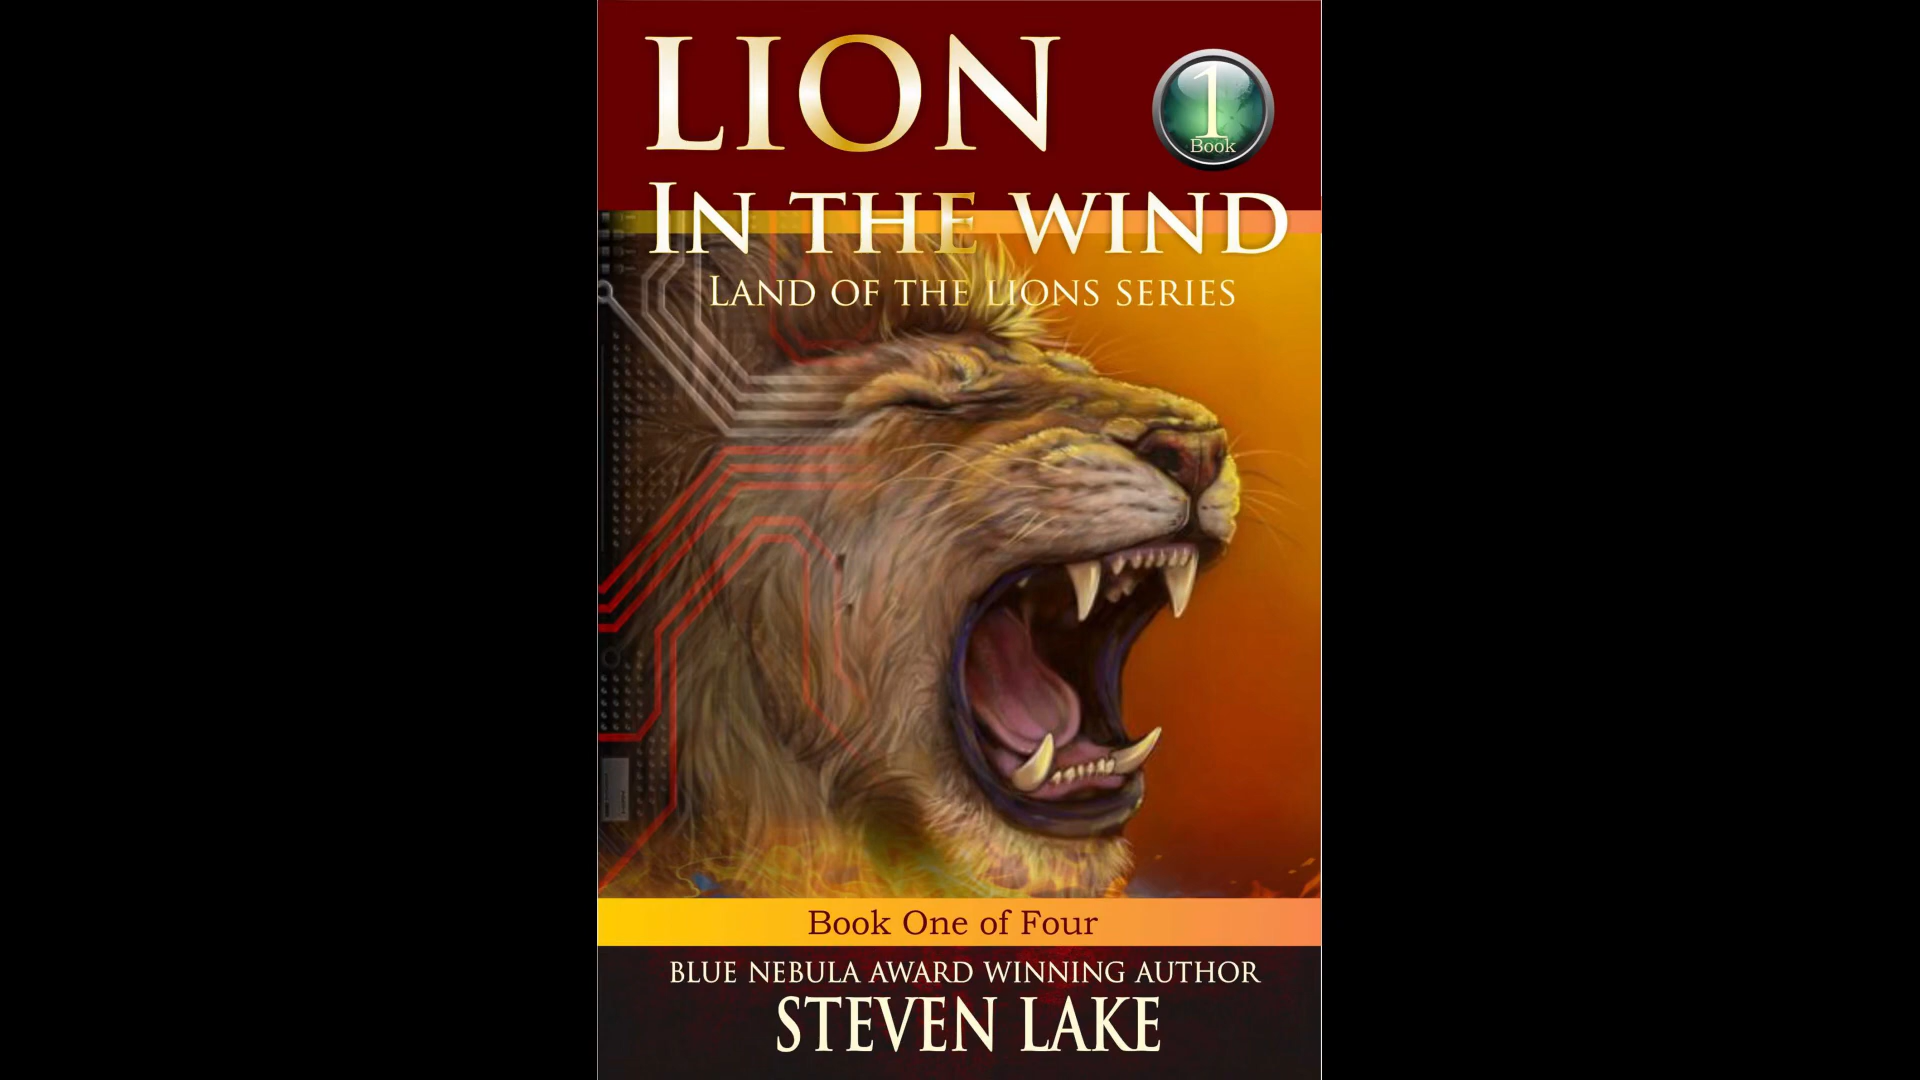 LION
1
Book
IN THE WIND
LAND OF THE LIONS SERIES
Book One of Four
BLUE NEBULA AWARD WINNING AUTHOR
STEVEN LAKE